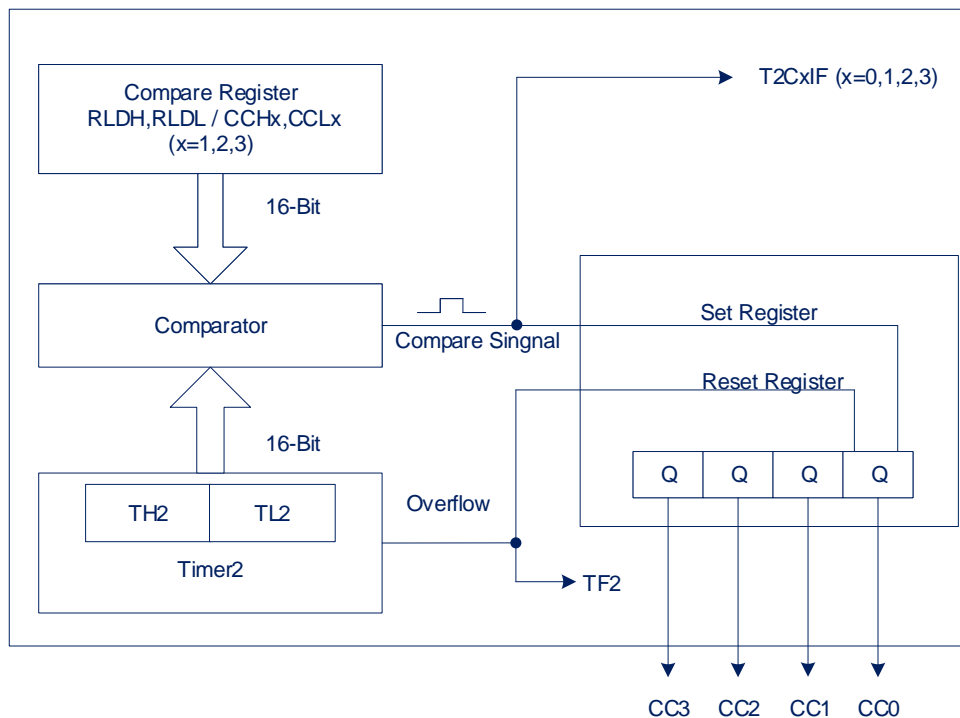 Compare Register
RLDH,RLDL / CCHx,CCLx
(x=1,2,3)
T2CxIF (x=0,1,2,3)
16-Bit
Comparator
Compare Singnal
Set Register
Reset Register
16-Bit
TH2 TL2
Timer2
Overflow
TF2
Q Q Q Q
CC3 CC2 CC1 CC0